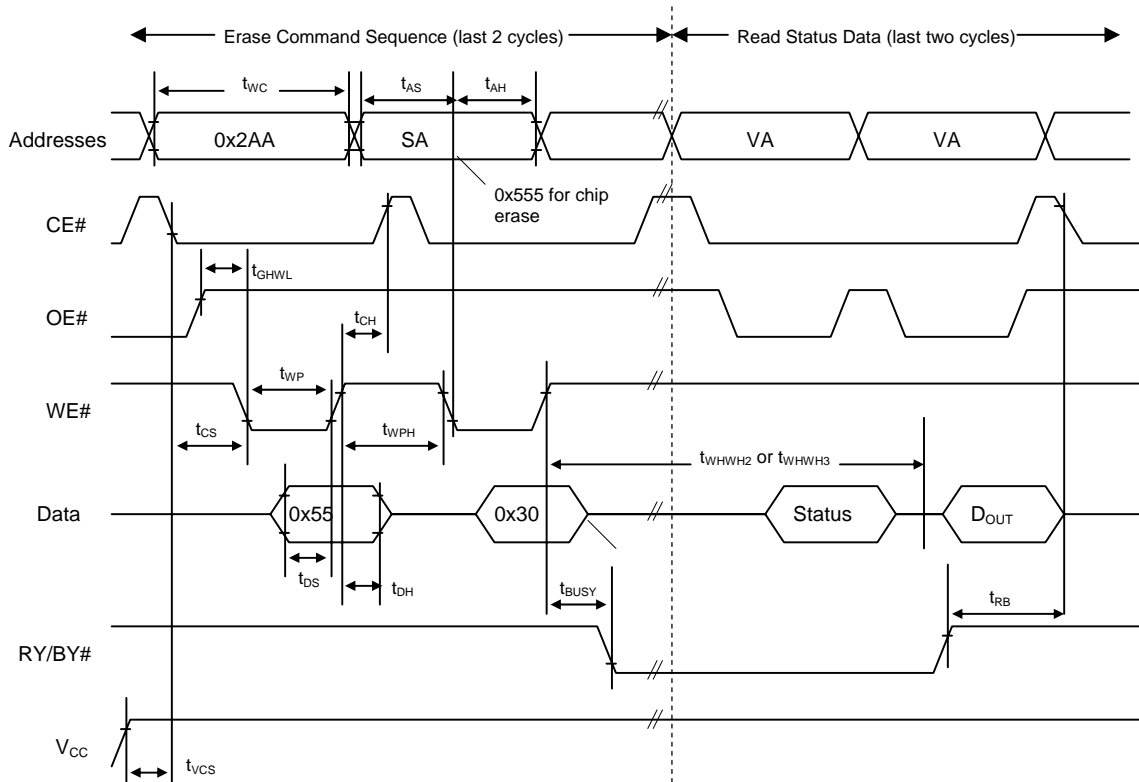 Erase Command Sequence (last 2 cycles) Read Status Data (last two cycles)
tWC tAS tAH
Addresses 0x2AA SA VA VA
0x555 for chip
erase
CE#
tGHWL
OE#
tCH
tWP
WE#
tCS tWPH
tWHWH2 or tWHWH3
Data 0x55 0x30 Status DOUT
tDS tDH tBUSY tRB
RY/BY#
VCC
tVCS